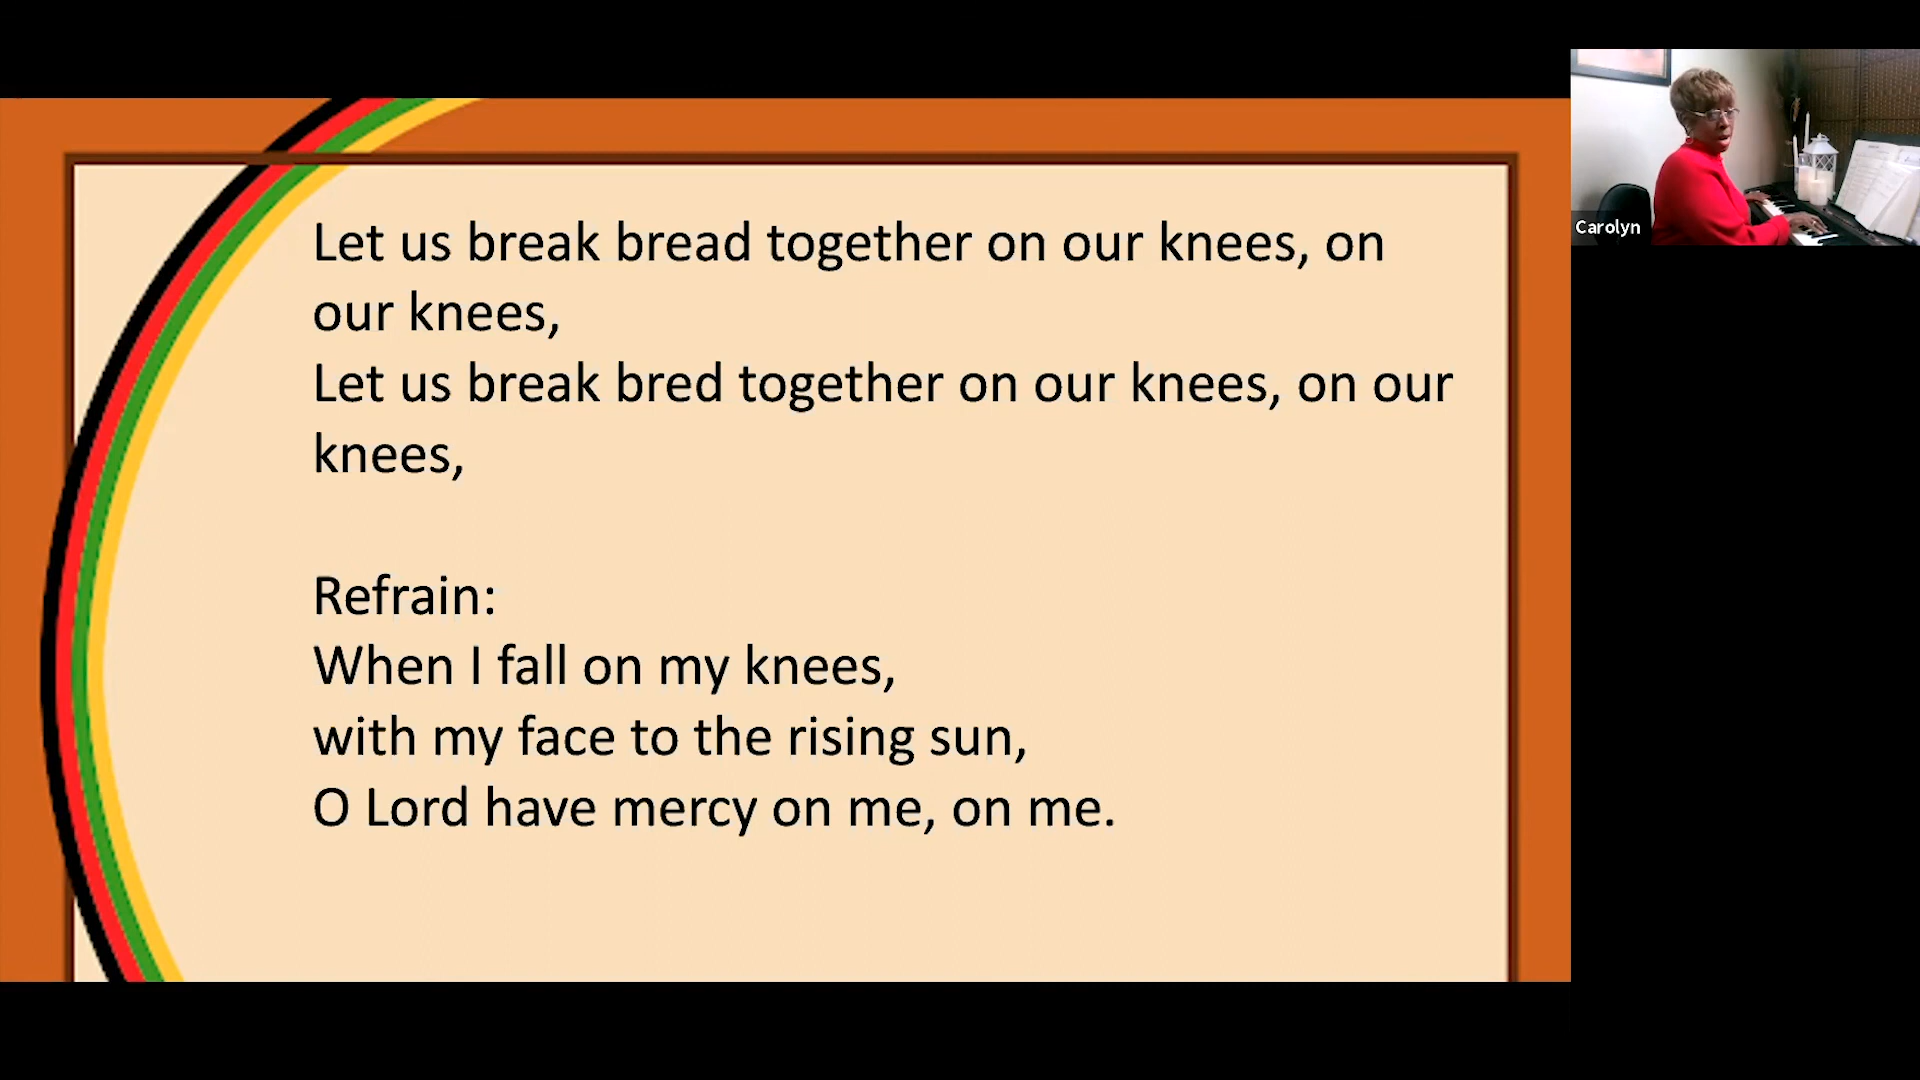 Let us break bread together on our knees, on
our knees,
Let us break bred together on our knees, on our
knees,
Refrain:
When I fall on my knees,
with my face to the rising sun,
O Lord have mercy on me, on me.
Carolyn